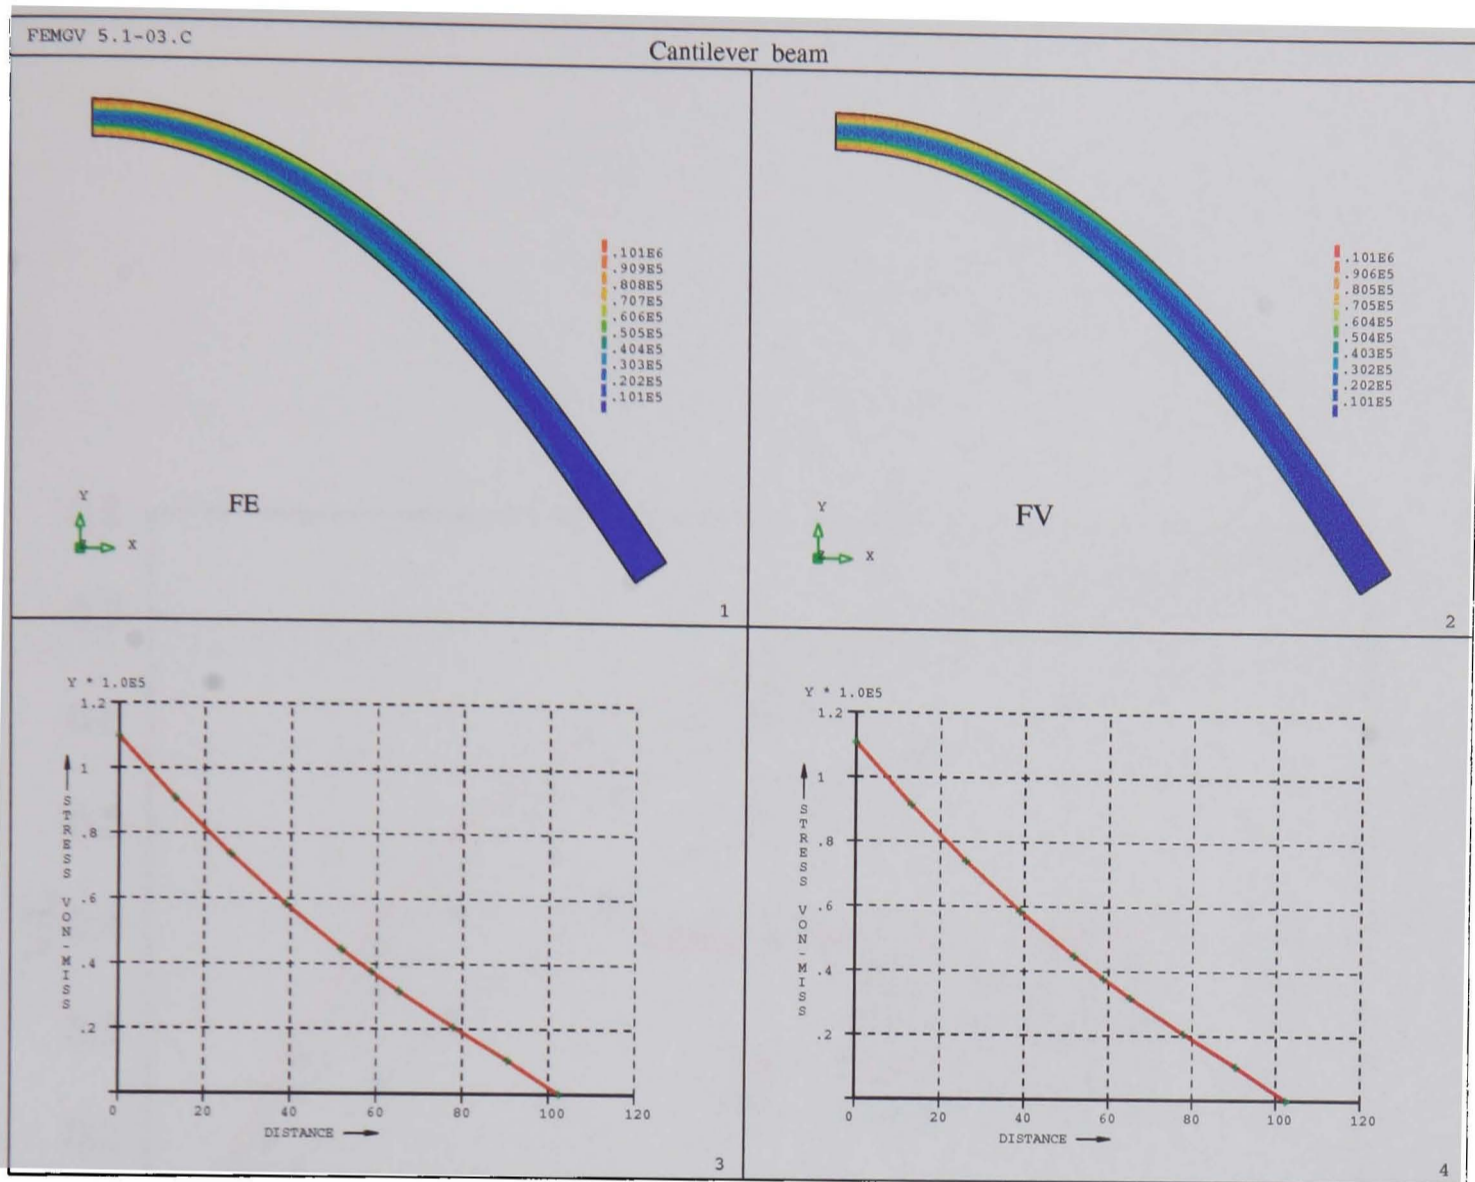 FEMGV 5.1-03.C
Cantilever beam
.101E6
.909E5
.808E5
.707E5
.606E5
.505E5
.404E5
.303E5
.202E5
.101E5
FE
Y
X
1
.101E6
.906E5
.805E5
.705E5
.604E5
.504E5
.403E5
.302E5
.202E5
.101E5
FV
Y
X
2
Y * 1.0E5
1.2
1
.8
.6
.4
.2
STRESS VON-MISS
0 20 40 60 80 100 120
DISTANCE
3
Y * 1.0E5
1.2
1
.8
.6
.4
.2
STRESS VON-MISS
0 20 40 60 80 100 120
DISTANCE
4